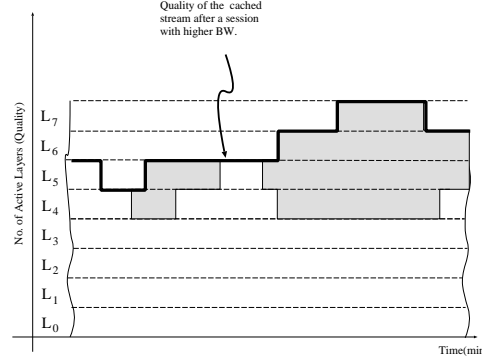 Quality of the cached
stream after a session
with higher BW.
No. of Active Layers (Quality)
L7
L6
L5
L4
L3
L2
L1
L0
Time(min